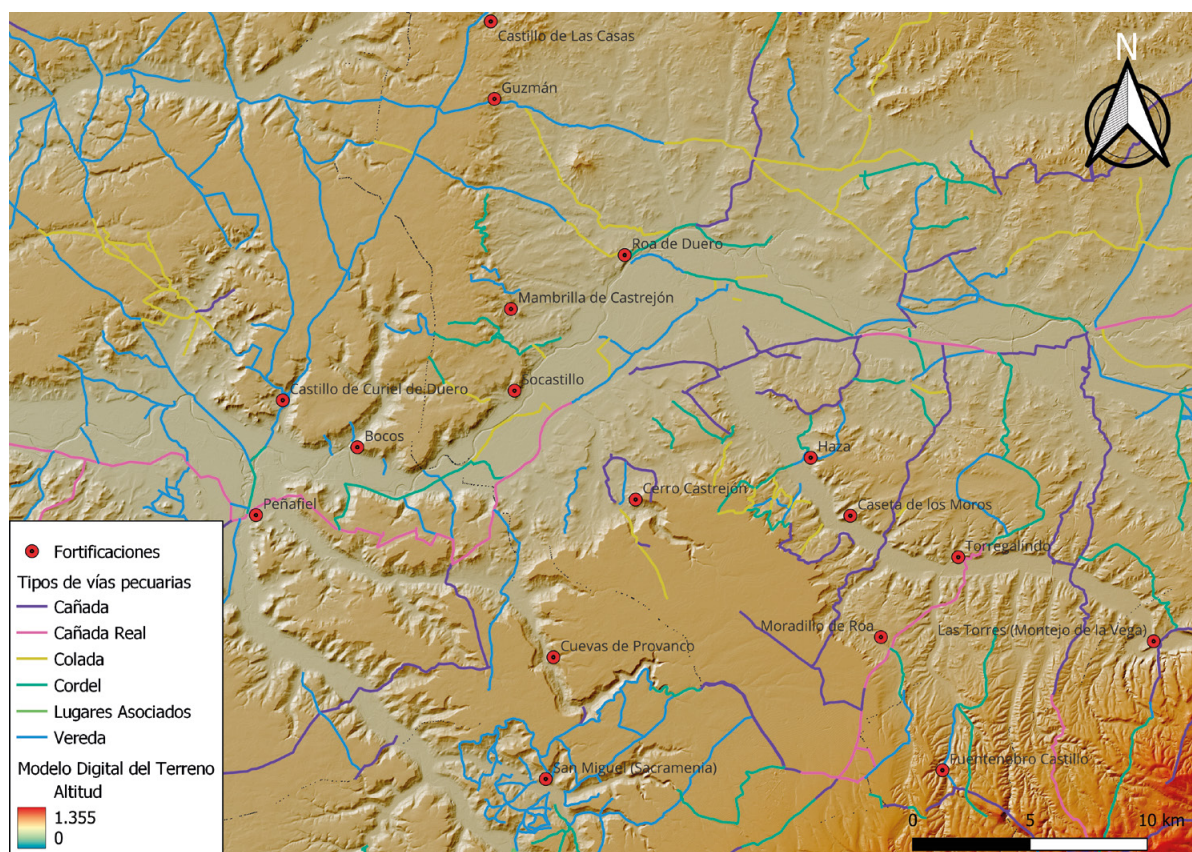 N
Castillo de Las Casas
Guzmán
Roa de Duero
Mambrilla de Castrejón
Castillo de Curiel de Duero
Socastillo
Bocos
Haza
Peñafiel
Cerro Castrejón
Caseta de los Moros
Torregalindo
Moradillo de Roa
Las Torres (Montejo de la Vega)
Cuevas de Provanco
San Miguel (Sacramenia)
Fuentenebro Castillo
Fortificaciones
Tipos de vías pecuarias
Cañada
Cañada Real
Colada
Cordel
Lugares Asociados
Vereda
Modelo Digital del Terreno
Altitud
1.355
0
0 5 10 km